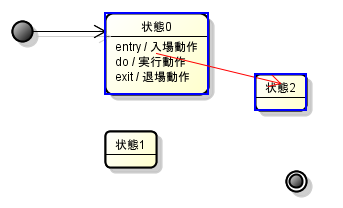 状態0
entry / 入場動作
do / 実行動作
exit / 退場動作
状態2
状態1